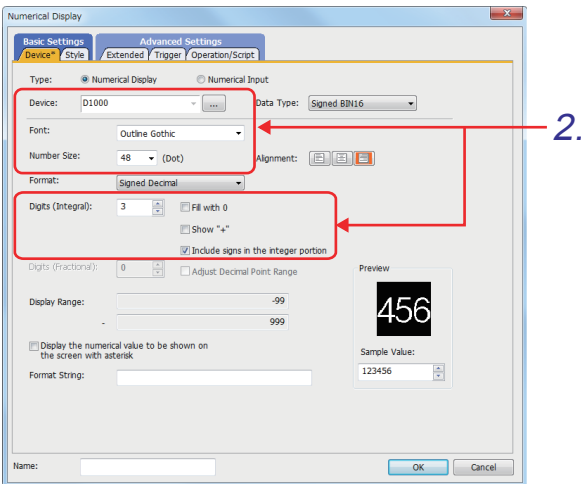 Numerical Display
Basic Settings Advanced Settings
Device* Style Extended Trigger Operation/Script
Type: Numerical Display Numerical Input
Device: D1000 ... Data Type: Signed BIN16
2.
Font: Outline Gothic
Number Size: 48 (Dot) Alignment:
Format: Signed Decimal
Digits (Integral): 3 Fill with 0
Show "+"
Include signs in the integer portion
Digits (Fractional): 0 Adjust Decimal Point Range
Preview
Display Range: -99
456
- 999
Display the numerical value to be shown on
the screen with asterisk
Sample Value:
Format String:
123456
Name:
OK Cancel